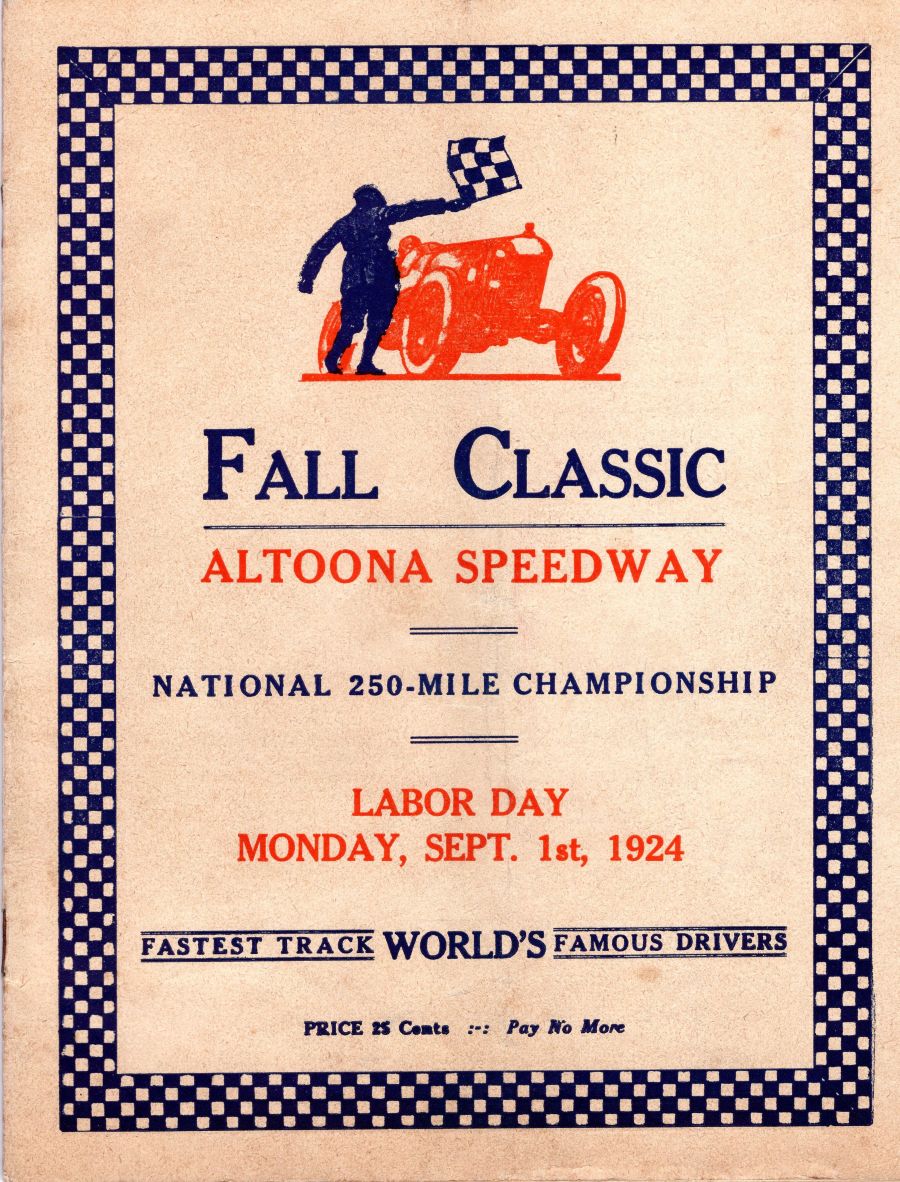 FALL CLASSIC
ALTOONA SPEEDWAY
NATIONAL 250-MILE CHAMPIONSHIP
LABOR DAY
MONDAY, SEPT. 1st, 1924
FASTEST TRACK WORLD'S FAMOUS DRIVERS
PRICE 25 Cents :-: Pay No More